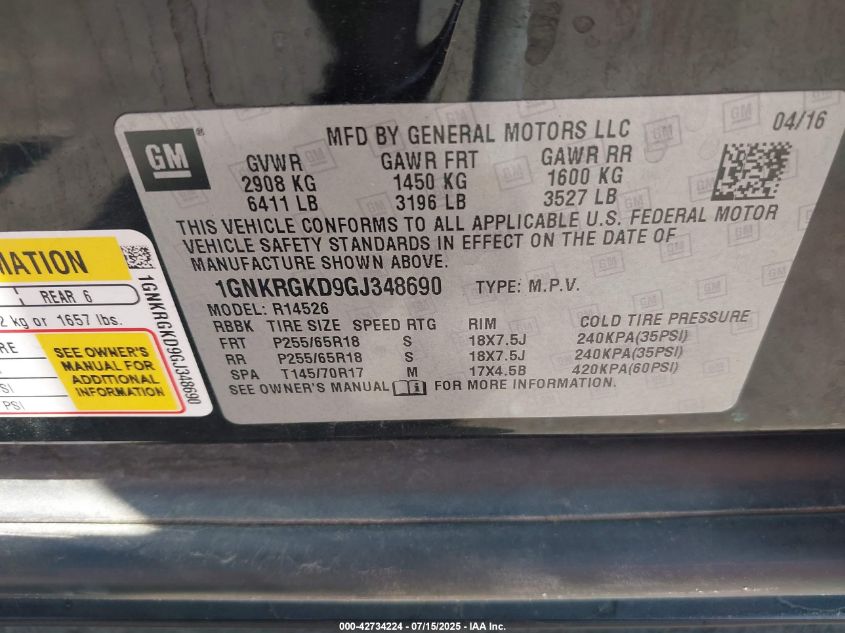 GM ®
MFD BY GENERAL MOTORS LLC
04/16
GVWR GAWR FRT GAWR RR
2908 KG 1450 KG 1600 KG
6411 LB 3196 LB 3527 LB
THIS VEHICLE CONFORMS TO ALL APPLICABLE U.S. FEDERAL MOTOR
VEHICLE SAFETY STANDARDS IN EFFECT ON THE DATE OF
MANUFACTURE SHOWN ABOVE.
1GNKRGKD9GJ348690 TYPE: M.P.V.
MODEL: R14526
RBBK TIRE SIZE SPEED RTG RIM COLD TIRE PRESSURE
FRT P255/65R18 S 18X7.5J 240KPA(35PSI)
RR P255/65R18 S 18X7.5J 240KPA(35PSI)
SPA T145/70R17 M 17X4.5B 420KPA(60PSI)
SEE OWNER'S MANUAL FOR MORE INFORMATION.
MATION
REAR 6
2 kg or 1657 lbs.
RE
SI
PSI
SEE OWNER'S
MANUAL FOR
ADDITIONAL
INFORMATION
1GNKRGKD9GJ348690
000-42734224 - 07/15/2025 - IAA Inc.